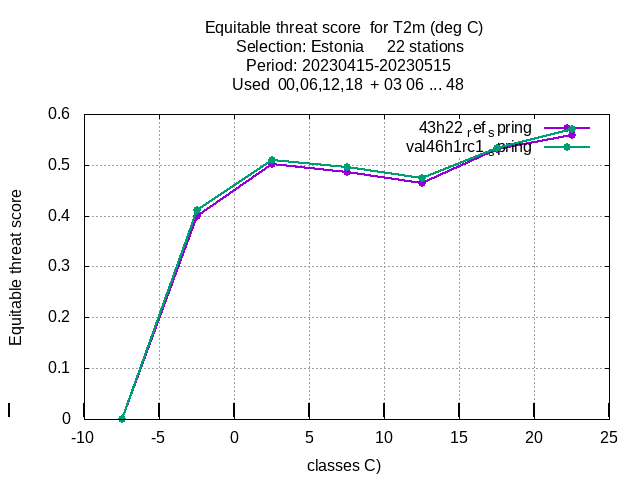 Equitable threat score for T2m (deg C)
Selection: Estonia 22 stations
Period: 20230415-20230515
Used 00,06,12,18 + 03 06 ... 48
43h22 ref spring
val46h1rc1 spring
Equitable threat score
0.6
0.5
0.4
0.3
0.2
0.1
0
-10 -5 0 5 10 15 20 25
classes C)